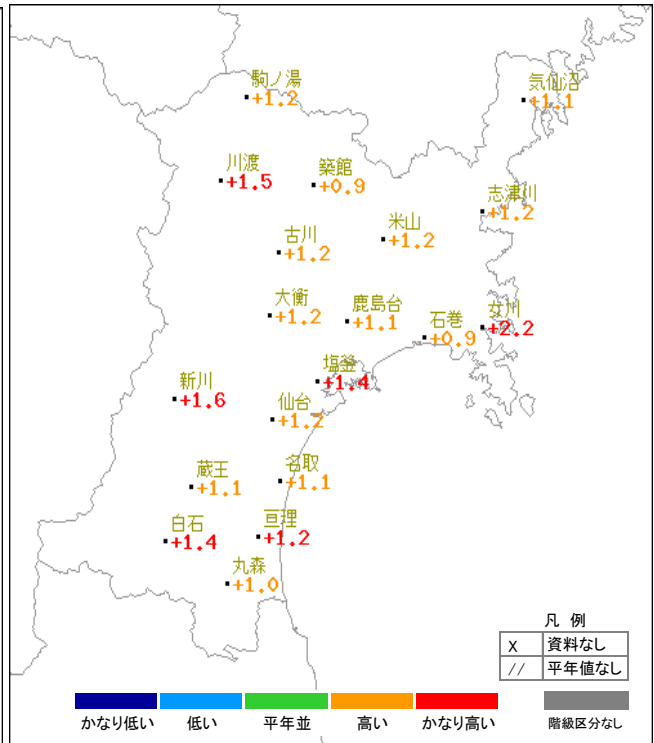 駒ノ湯
+1.2
気仙沼
+1.1
川渡
+1.5
築館
+0.9
志津川
+1.2
米山
+1.2
古川
+1.2
大衡
+1.2
鹿島台
+1.1
石巻
+0.9
女川
+2.2
塩釜
+1.4
新川
+1.6
仙台
+1.2
蔵王
+1.1
名取
+1.1
白石
+1.4
亘理
+1.2
丸森
+1.0
凡 例
X 資料なし
// 平年値なし
かなり低い 低い 平年並 高い かなり高い 階級区分なし